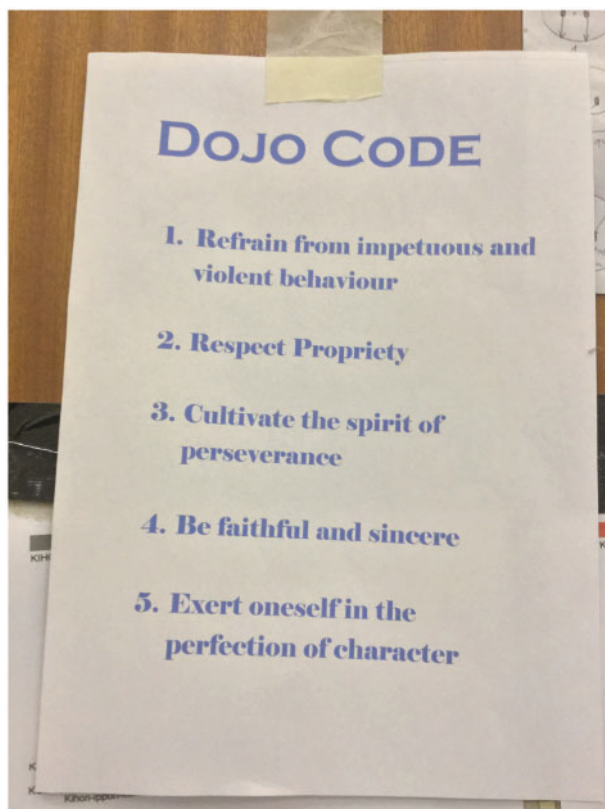 DOJO CODE
1. Refrain from impetuous and
violent behaviour
2. Respect Propriety
3. Cultivate the spirit of
perseverance
4. Be faithful and sincere
5. Exert oneself in the
perfection of character